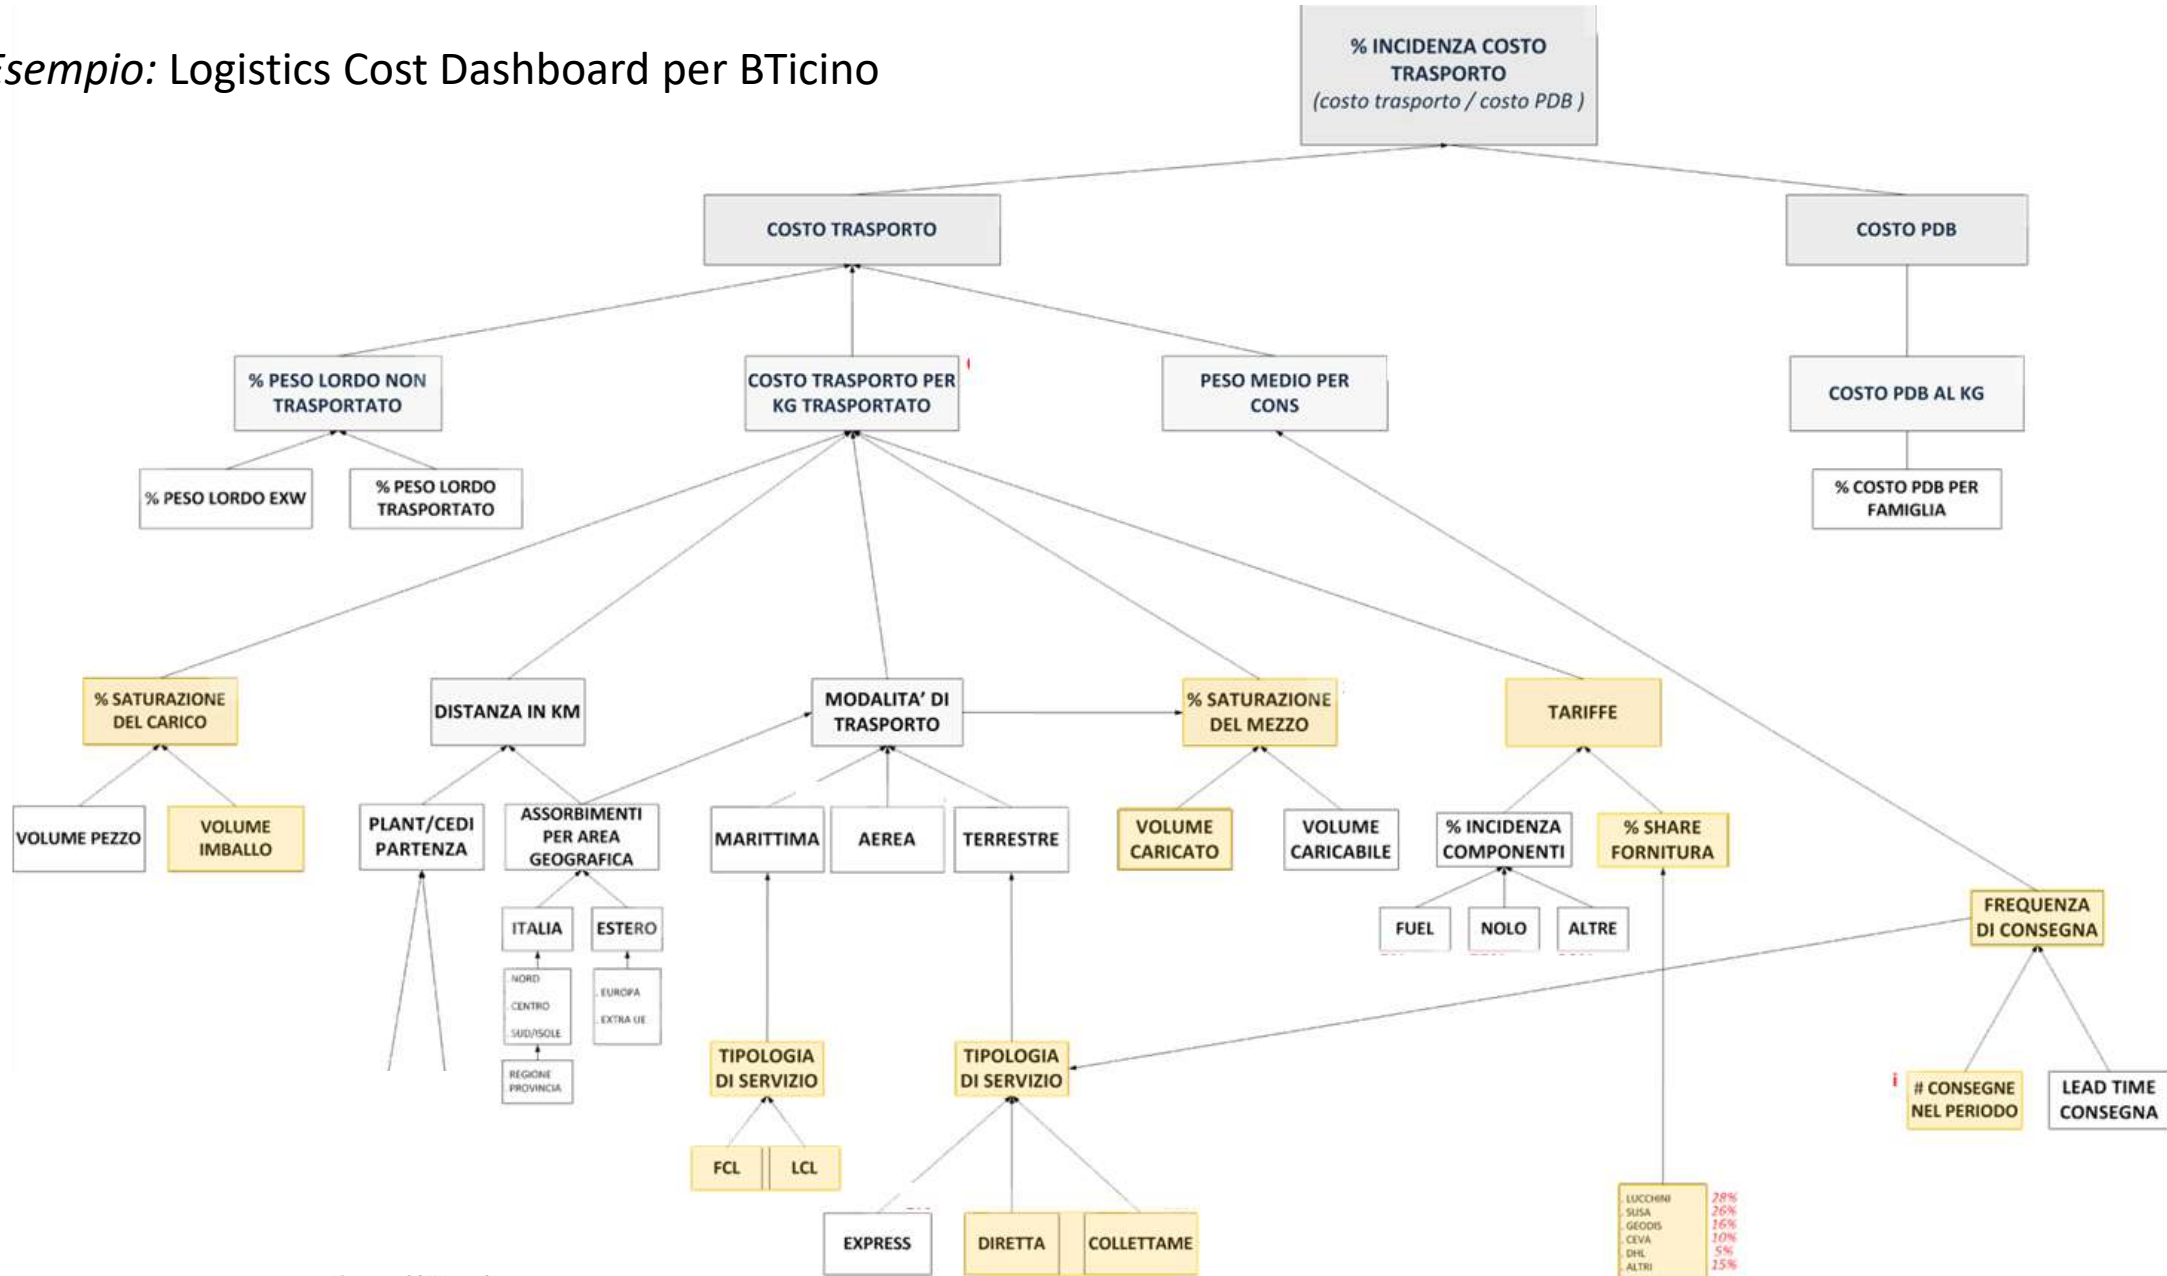 Esempio: Logistics Cost Dashboard per BTicino
% INCIDENZA COSTO
TRASPORTO
(costo trasporto / costo PDB )
COSTO TRASPORTO
COSTO PDB
% PESO LORDO NON
TRASPORTATO
COSTO TRASPORTO PER
KG TRASPORTATO
PESO MEDIO PER
CONS
COSTO PDB AL KG
% PESO LORDO EXW
% PESO LORDO
TRASPORTATO
% COSTO PDB PER
FAMIGLIA
% SATURAZIONE
DEL CARICO
DISTANZA IN KM
MODALITA’ DI
TRASPORTO
% SATURAZIONE
DEL MEZZO
TARIFFE
VOLUME PEZZO
VOLUME
IMBALLO
PLANT/CEDI
PARTENZA
ASSORBIMENTI
PER AREA
GEOGRAFICA
MARITTIMA
AEREA
TERRESTRE
VOLUME
CARICATO
VOLUME
CARICABILE
% INCIDENZA
COMPONENTI
% SHARE
FORNITURA
ITALIA
ESTERO
FUEL
NOLO
ALTRE
FREQUENZA
DI CONSEGNA
. NORD
. CENTRO
. SUD/ISOLE
. EUROPA
. EXTRA UE
REGIONE
PROVINCIA
TIPOLOGIA
DI SERVIZIO
TIPOLOGIA
DI SERVIZIO
# CONSEGNE
NEL PERIODO
LEAD TIME
CONSEGNA
FCL
LCL
EXPRESS
DIRETTA
COLLETTAME
. LUCCHINI 28%
. SUSA 26%
. GEODIS 16%
. CEVA 10%
. DHL 5%
. ALTRI 15%